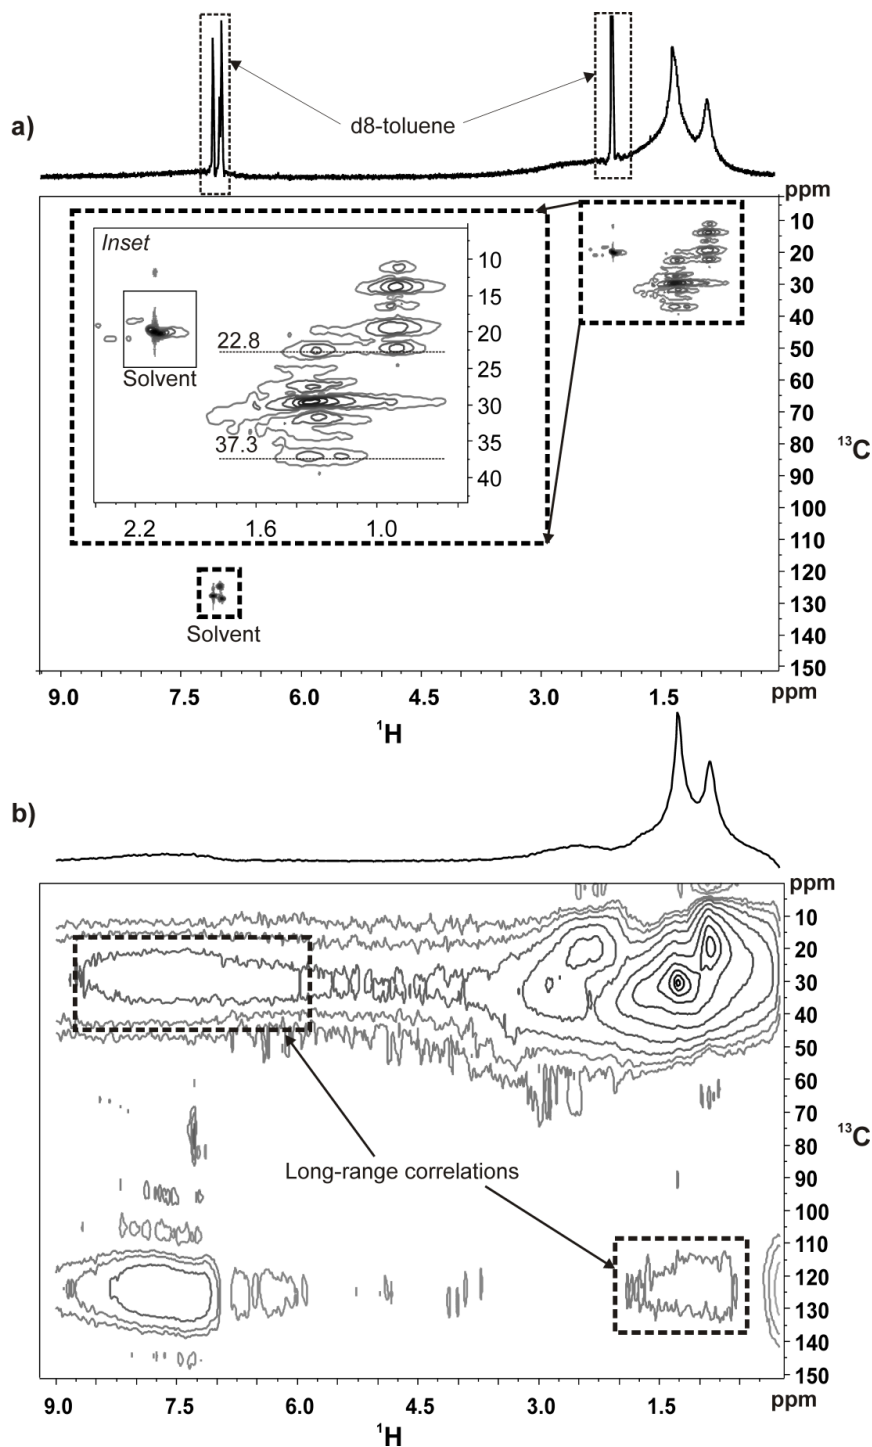 d8-toluene
a)
ppm
Inset
10
15
20
25
30
35
40
22.8
Solvent
37.3
2.2 1.6 1.0
10
20
30
40
50
60
70
80
90
100
110
120
130
140
150
¹³C
Solvent
9.0 7.5 6.0 4.5 3.0 1.5 ppm
¹H
b)
ppm
10
20
30
40
50
60
70
80
90
100
110
120
130
140
150
¹³C
Long-range correlations
9.0 7.5 6.0 4.5 3.0 1.5 ppm
¹H